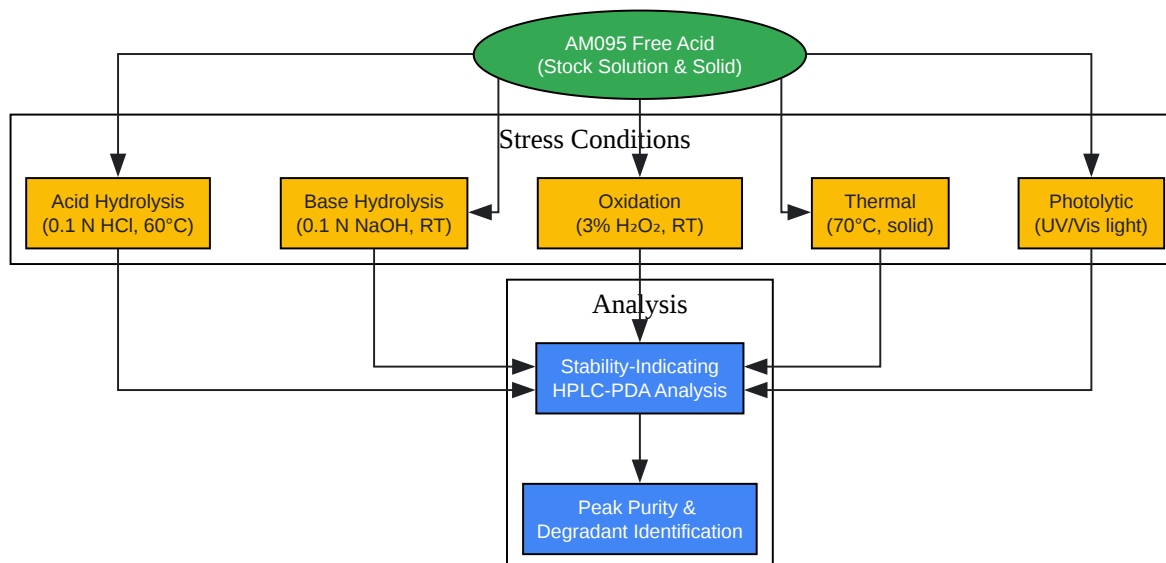 AM095 Free Acid
(Stock Solution & Solid)
Stress Conditions
Acid Hydrolysis
(0.1 N HCl, 60°C)
Base Hydrolysis
(0.1 N NaOH, RT)
Oxidation
(3% H₂O₂, RT)
Thermal
(70°C, solid)
Photolytic
(UV/Vis light)
Analysis
Stability-Indicating
HPLC-PDA Analysis
Peak Purity &
Degradant Identification